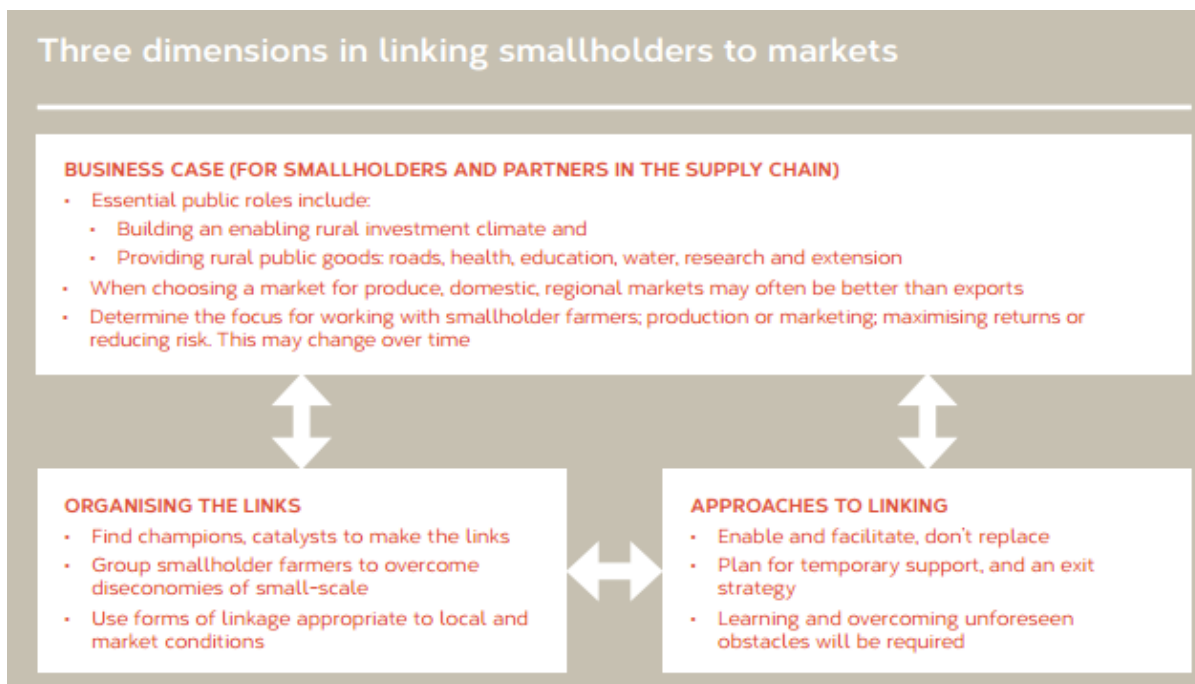 Three dimensions in linking smallholders to markets
BUSINESS CASE (FOR SMALLHOLDERS AND PARTNERS IN THE SUPPLY CHAIN)
• Essential public roles include:
• Building an enabling rural investment climate and
• Providing rural public goods: roads, health, education, water, research and extension
• When choosing a market for produce, domestic, regional markets may often be better than exports
• Determine the focus for working with smallholder farmers; production or marketing; maximising returns or
reducing risk. This may change over time
ORGANISING THE LINKS
• Find champions, catalysts to make the links
• Group smallholder farmers to overcome
diseconomies of small-scale
• Use forms of linkage appropriate to local and
market conditions
APPROACHES TO LINKING
• Enable and facilitate, don't replace
• Plan for temporary support, and an exit
strategy
• Learning and overcoming unforeseen
obstacles will be required